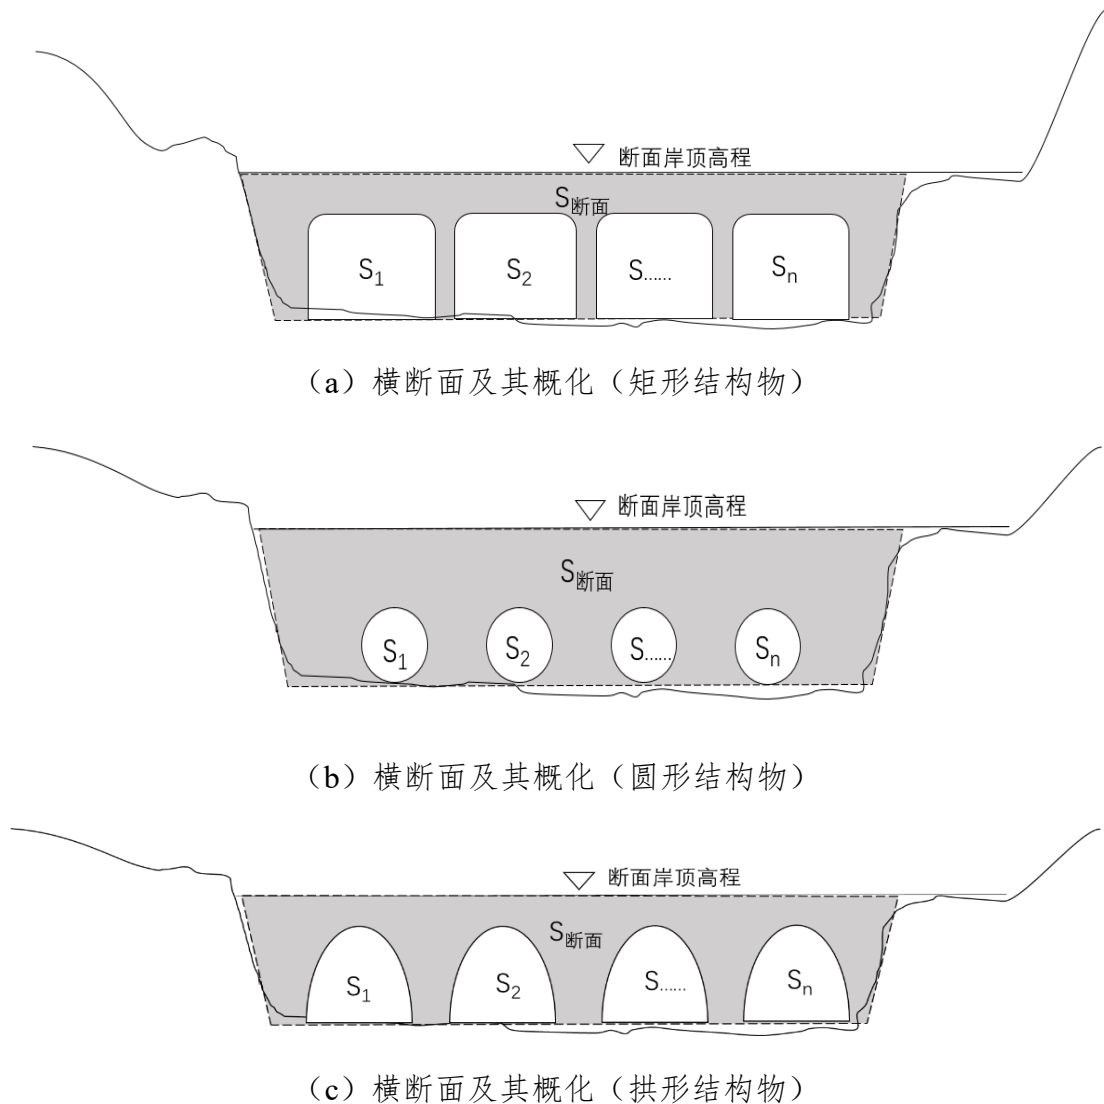 断面岸顶高程
S断面
S1 S2 S…… Sn
（a）横断面及其概化（矩形结构物）
断面岸顶高程
S断面
S1 S2 S…… Sn
（b）横断面及其概化（圆形结构物）
断面岸顶高程
S断面
S1 S2 S…… Sn
（c）横断面及其概化（拱形结构物）